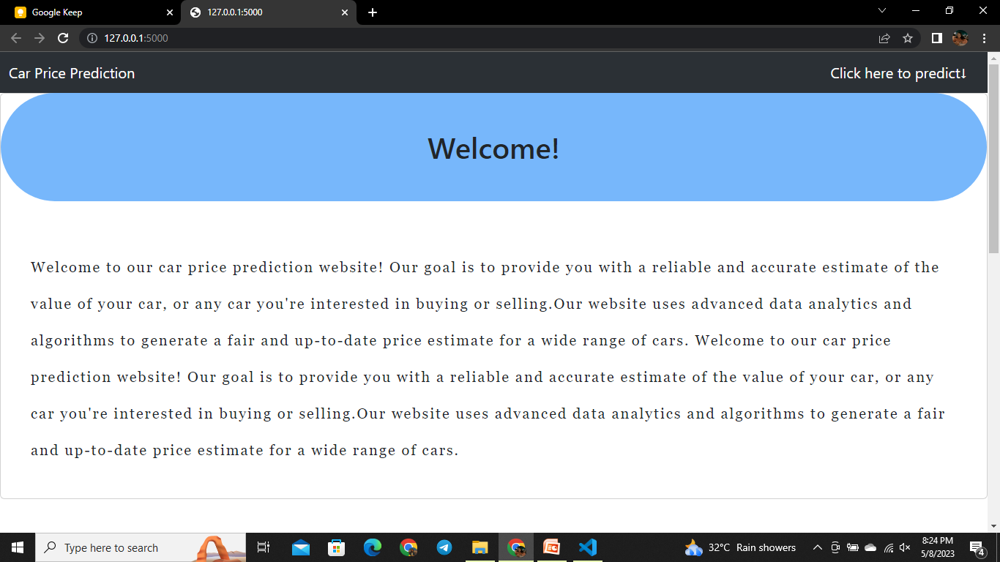 Google Keep
127.0.0.1:5000
127.0.0.1:5000
Car Price Prediction
Click here to predict↓
Welcome!
Welcome to our car price prediction website! Our goal is to provide you with a reliable and accurate estimate of the
value of your car, or any car you're interested in buying or selling.Our website uses advanced data analytics and
algorithms to generate a fair and up-to-date price estimate for a wide range of cars. Welcome to our car price
prediction website! Our goal is to provide you with a reliable and accurate estimate of the value of your car, or any
car you're interested in buying or selling.Our website uses advanced data analytics and algorithms to generate a fair
and up-to-date price estimate for a wide range of cars.
Type here to search
32°C Rain showers
8:24 PM
5/8/2023
4